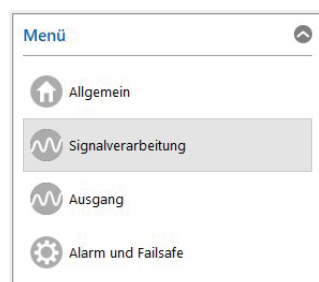 Menü
Allgemein
Signalverarbeitung
Ausgang
Alarm und Failsafe